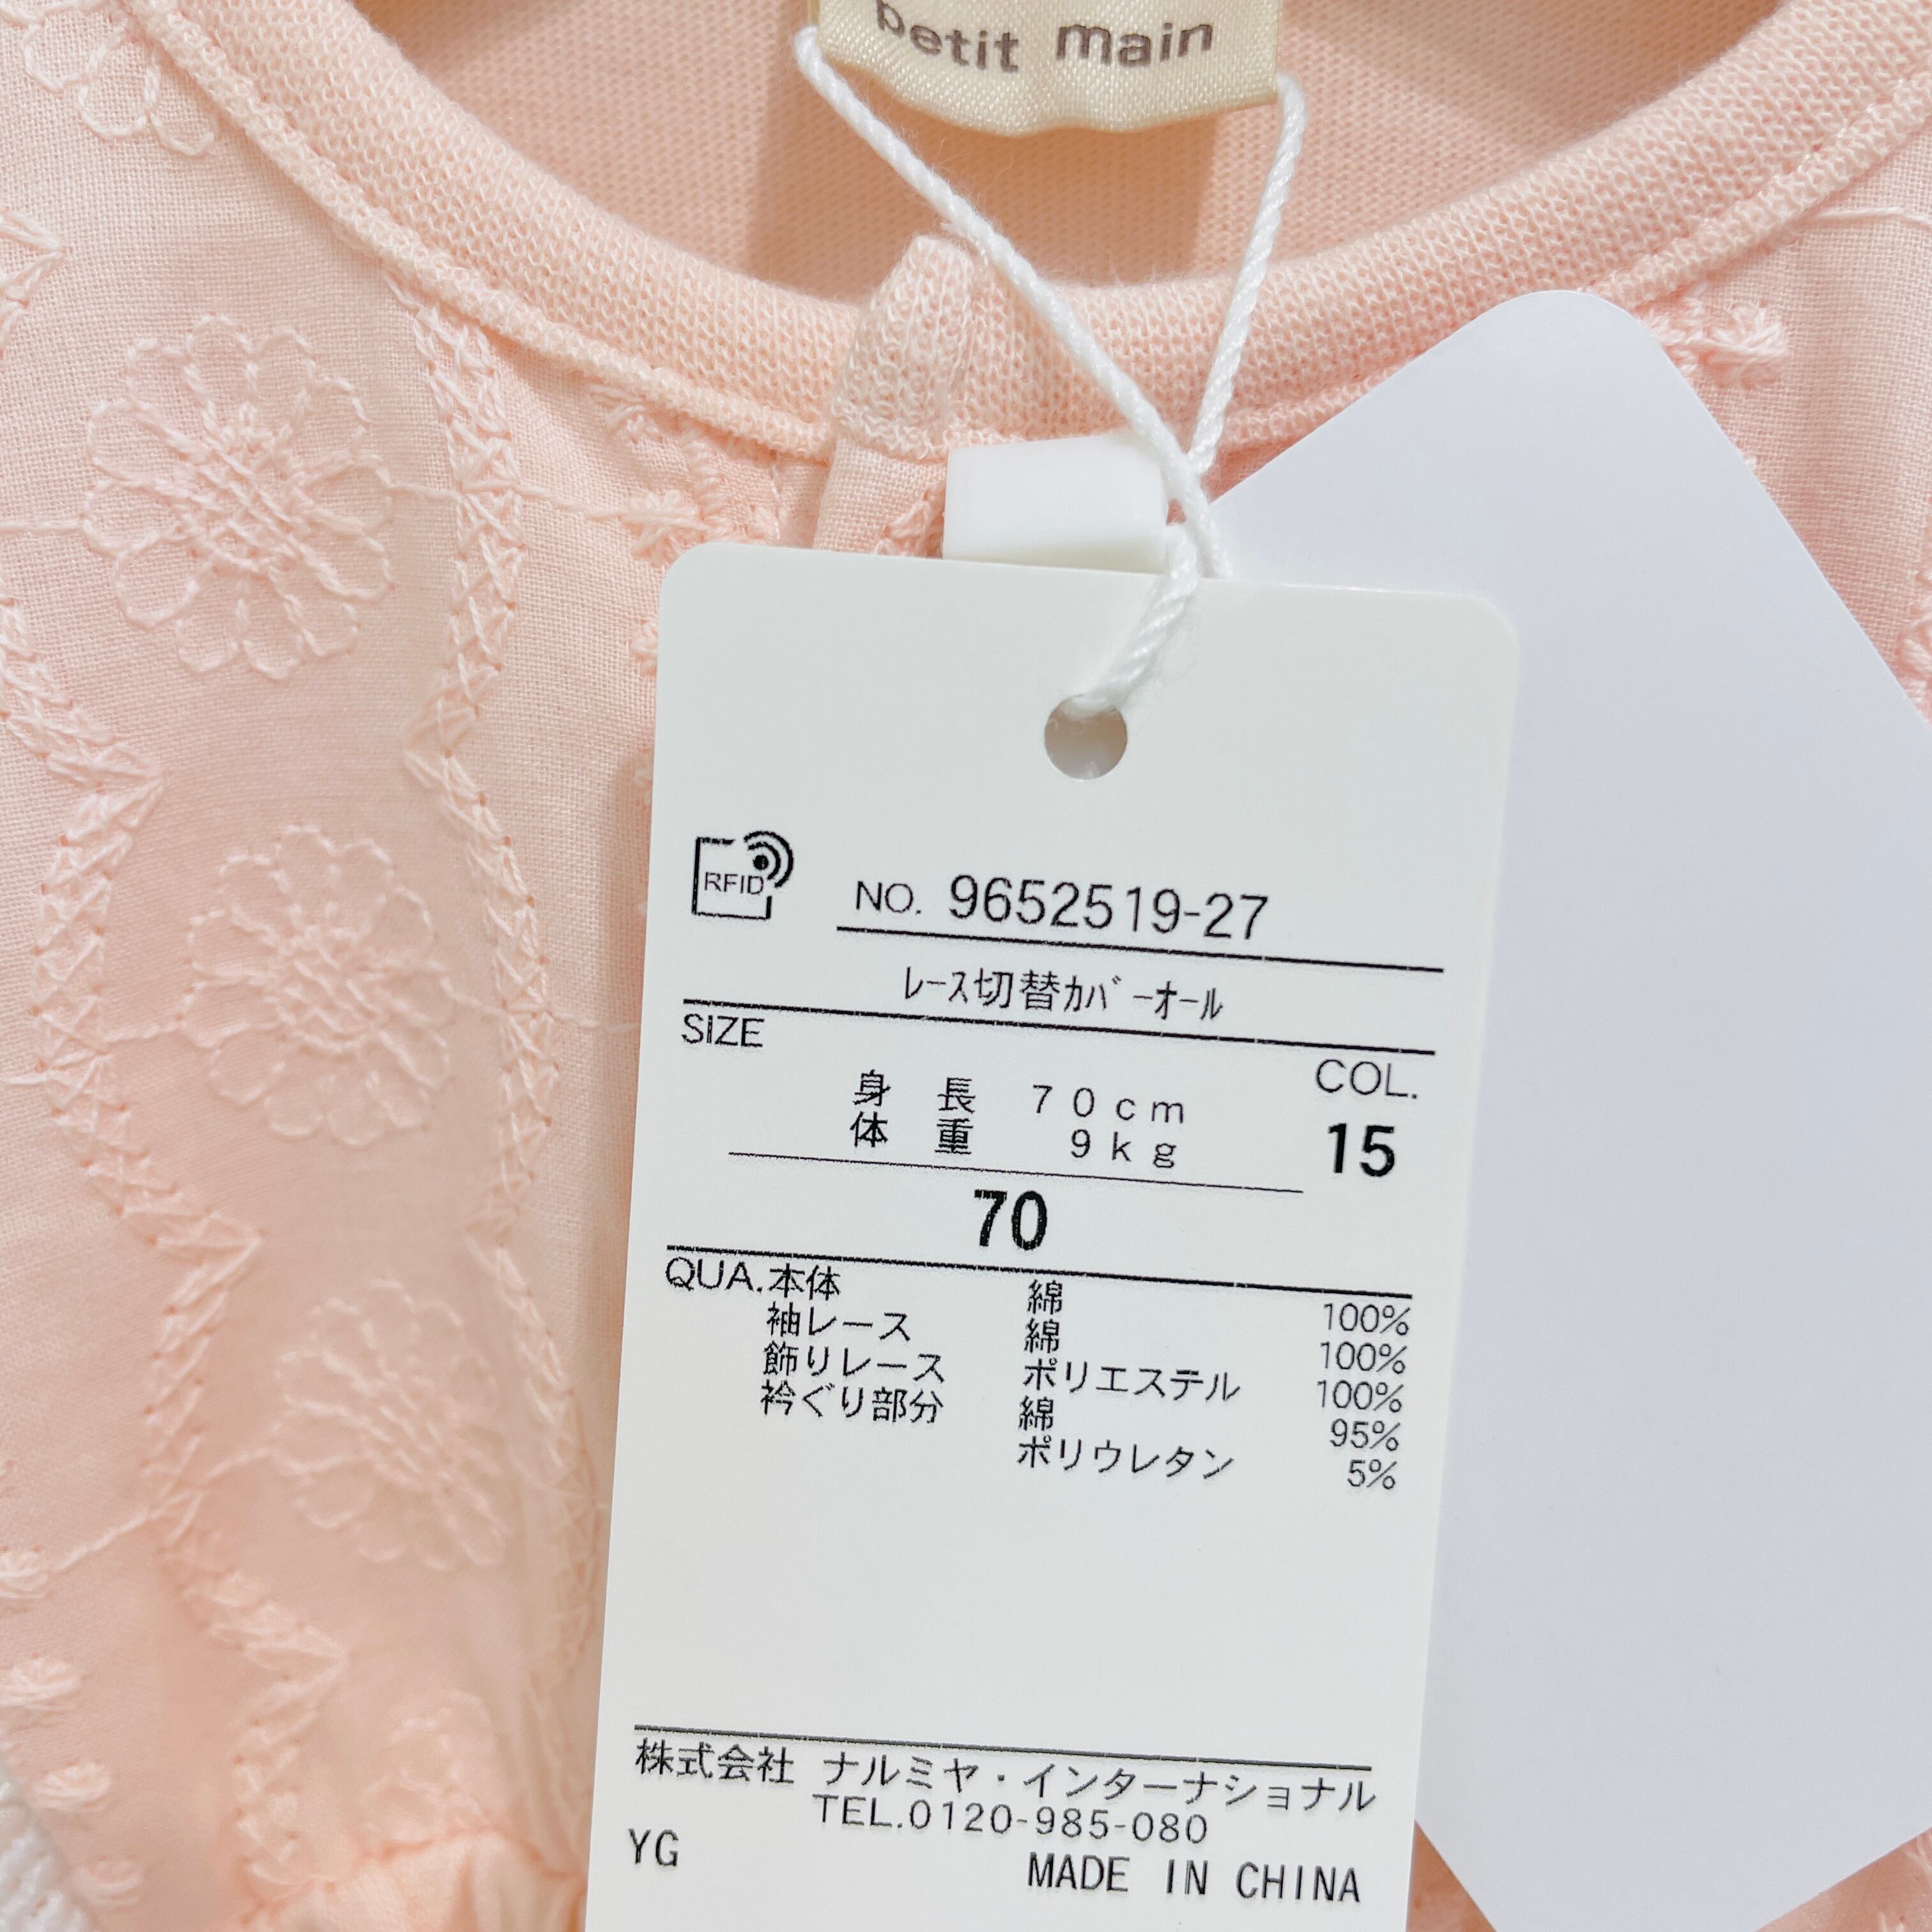 petit main
RFID
NO. 9652519-27
ﾚｰｽ切替ｶﾊﾞｰｵｰﾙ
SIZE
COL.
身　長　７０ｃｍ
体　重　９ｋｇ
15
70
QUA. 本体 綿 100%
袖レース 綿 100%
飾りレース ポリエステル 100%
衿ぐり部分 綿 95%
ポリウレタン 5%
株式会社 ナルミヤ・インターナショナル
TEL.0120-985-080
YG
MADE IN CHINA